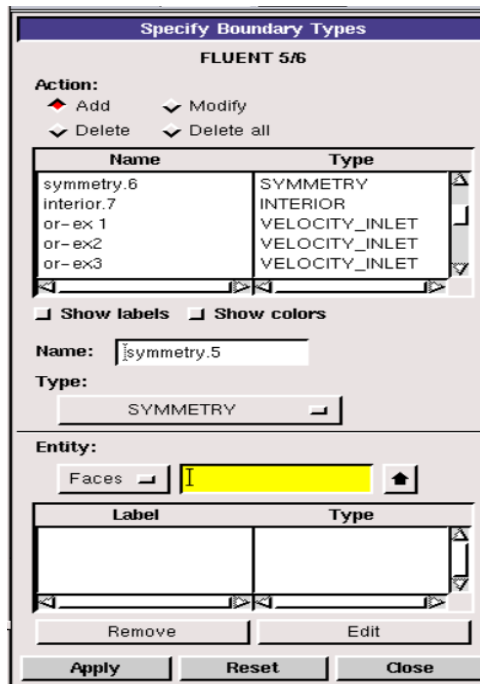 Specify Boundary Types
FLUENT 5/6
Action:
Add Modify
Delete Delete all
Name Type
symmetry.6 SYMMETRY
interior.7 INTERIOR
or-ex 1 VELOCITY_INLET
or-ex2 VELOCITY_INLET
or-ex3 VELOCITY_INLET
Show labels Show colors
Name: symmetry.5
Type:
SYMMETRY
Entity:
Faces
Label Type
Remove Edit
Apply Reset Close